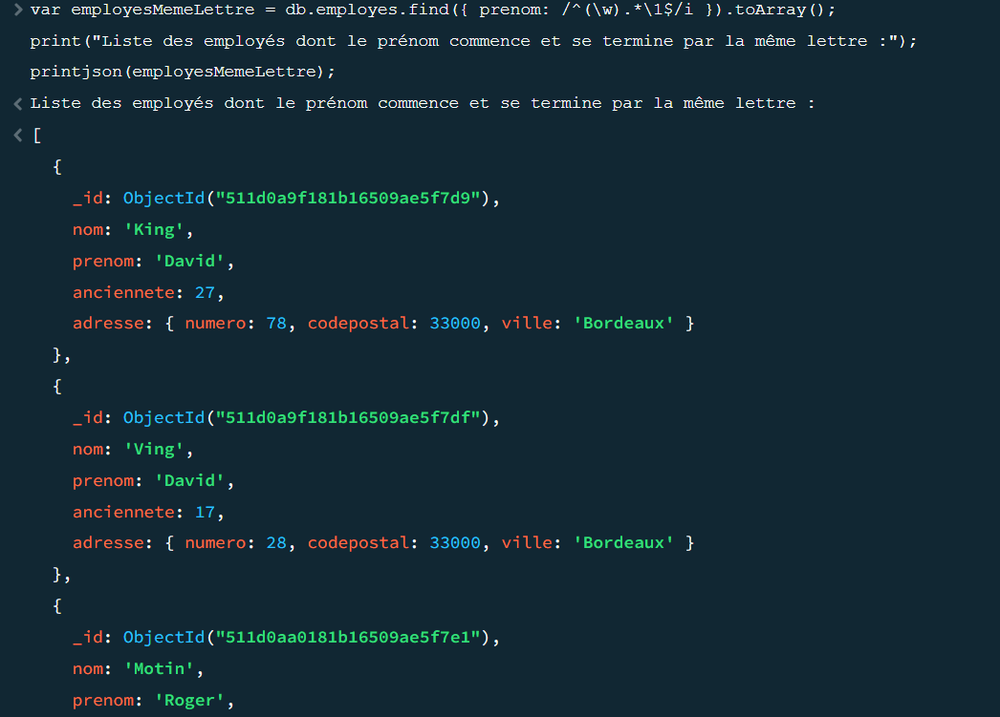 > var employesMemeLettre = db.employes.find({ prenom: /^(\w).*\1$/i }).toArray();
print("Liste des employés dont le prénom commence et se termine par la même lettre :");
printjson(employesMemeLettre);
< Liste des employés dont le prénom commence et se termine par la même lettre :
< [
{
_id: ObjectId("511d0a9f181b16509ae5f7d9"),
nom: 'King',
prenom: 'David',
anciennete: 27,
adresse: { numero: 78, codepostal: 33000, ville: 'Bordeaux' }
},
{
_id: ObjectId("511d0a9f181b16509ae5f7df"),
nom: 'Ving',
prenom: 'David',
anciennete: 17,
adresse: { numero: 28, codepostal: 33000, ville: 'Bordeaux' }
},
{
_id: ObjectId("511d0aa0181b16509ae5f7e1"),
nom: 'Motin',
prenom: 'Roger',